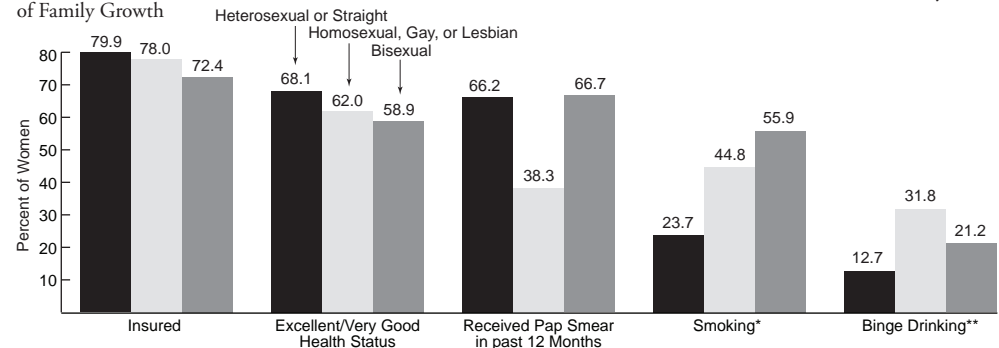 of Family Growth
Heterosexual or Straight
Homosexual, Gay, or Lesbian
Bisexual
Percent of Women
80
70
60
50
40
30
20
10
79.9
78.0
72.4
68.1
62.0
58.9
66.2
38.3
66.7
23.7
44.8
55.9
12.7
31.8
21.2
Insured
Excellent/Very Good
Health Status
Received Pap Smear
in past 12 Months
Smoking*
Binge Drinking**